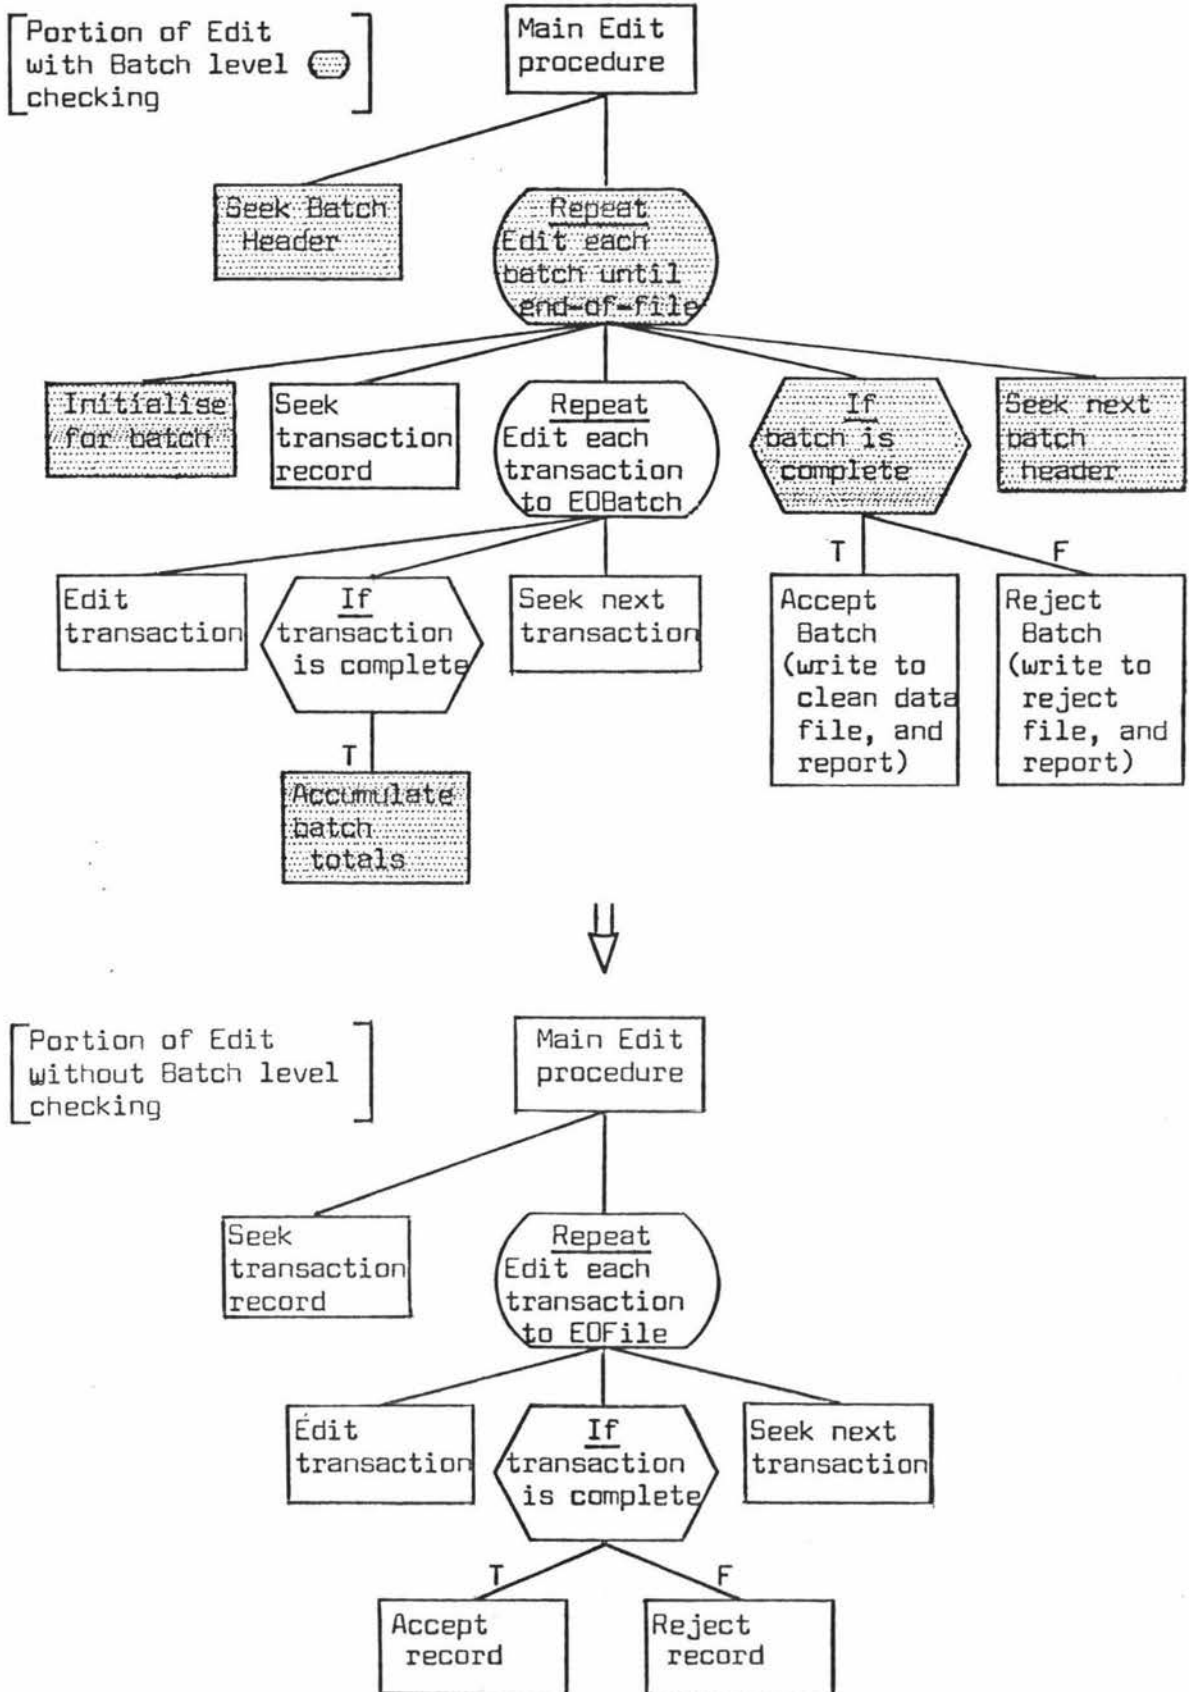 Portion of Edit
with Batch level
checking
Main Edit
procedure
Seek Batch
Header
Repeat
Edit each
batch until
end-of-file
Initialise
for batch
Seek
transaction
record
Repeat
Edit each
transaction
to EOBatch
If
batch is
complete
Seek next
batch
header
Edit
transaction
If
transaction
is complete
Seek next
transaction
T
F
Accept
Batch
(write to
clean data
file, and
report)
Reject
Batch
(write to
reject
file, and
report)
T
Accumulate
batch
totals
Portion of Edit
without Batch level
checking
Main Edit
procedure
Seek
transaction
record
Repeat
Edit each
transaction
to EOFile
Edit
transaction
If
transaction
is complete
Seek next
transaction
T
F
Accept
record
Reject
record